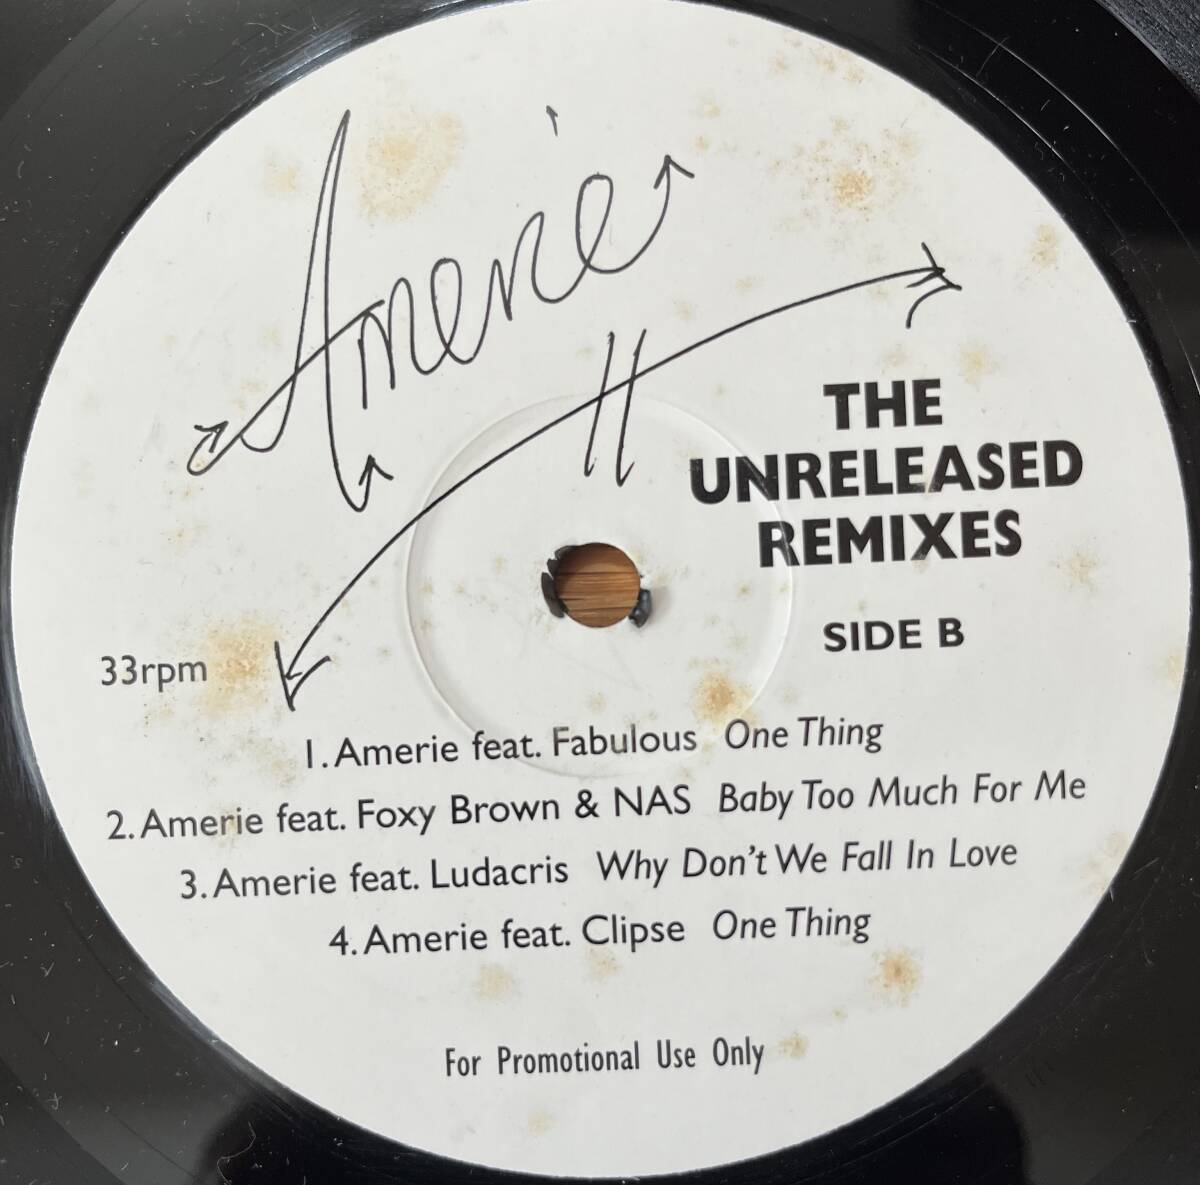 Amerie
THE
UNRELEASED
REMIXES
SIDE B
33rpm
1. Amerie feat. Fabulous One Thing
2. Amerie feat. Foxy Brown & NAS Baby Too Much For Me
3. Amerie feat. Ludacris Why Don't We Fall In Love
4. Amerie feat. Clipse One Thing
For Promotional Use Only